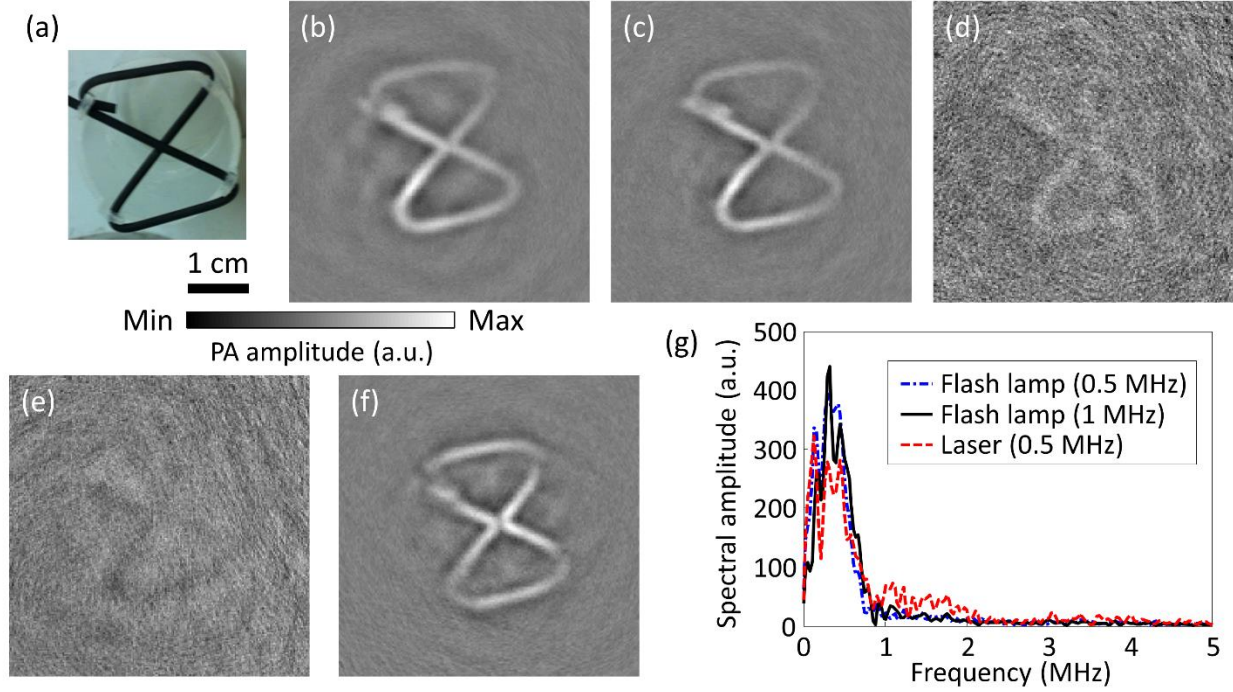 (a)
(b)
(c)
(d)
1 cm
Min Max
PA amplitude (a.u.)
(e)
(f)
(g)
500
400
300
200
100
0
Spectral amplitude (a.u.)
Flash lamp (0.5 MHz)
Flash lamp (1 MHz)
Laser (0.5 MHz)
0 1 2 3 4 5
Frequency (MHz)